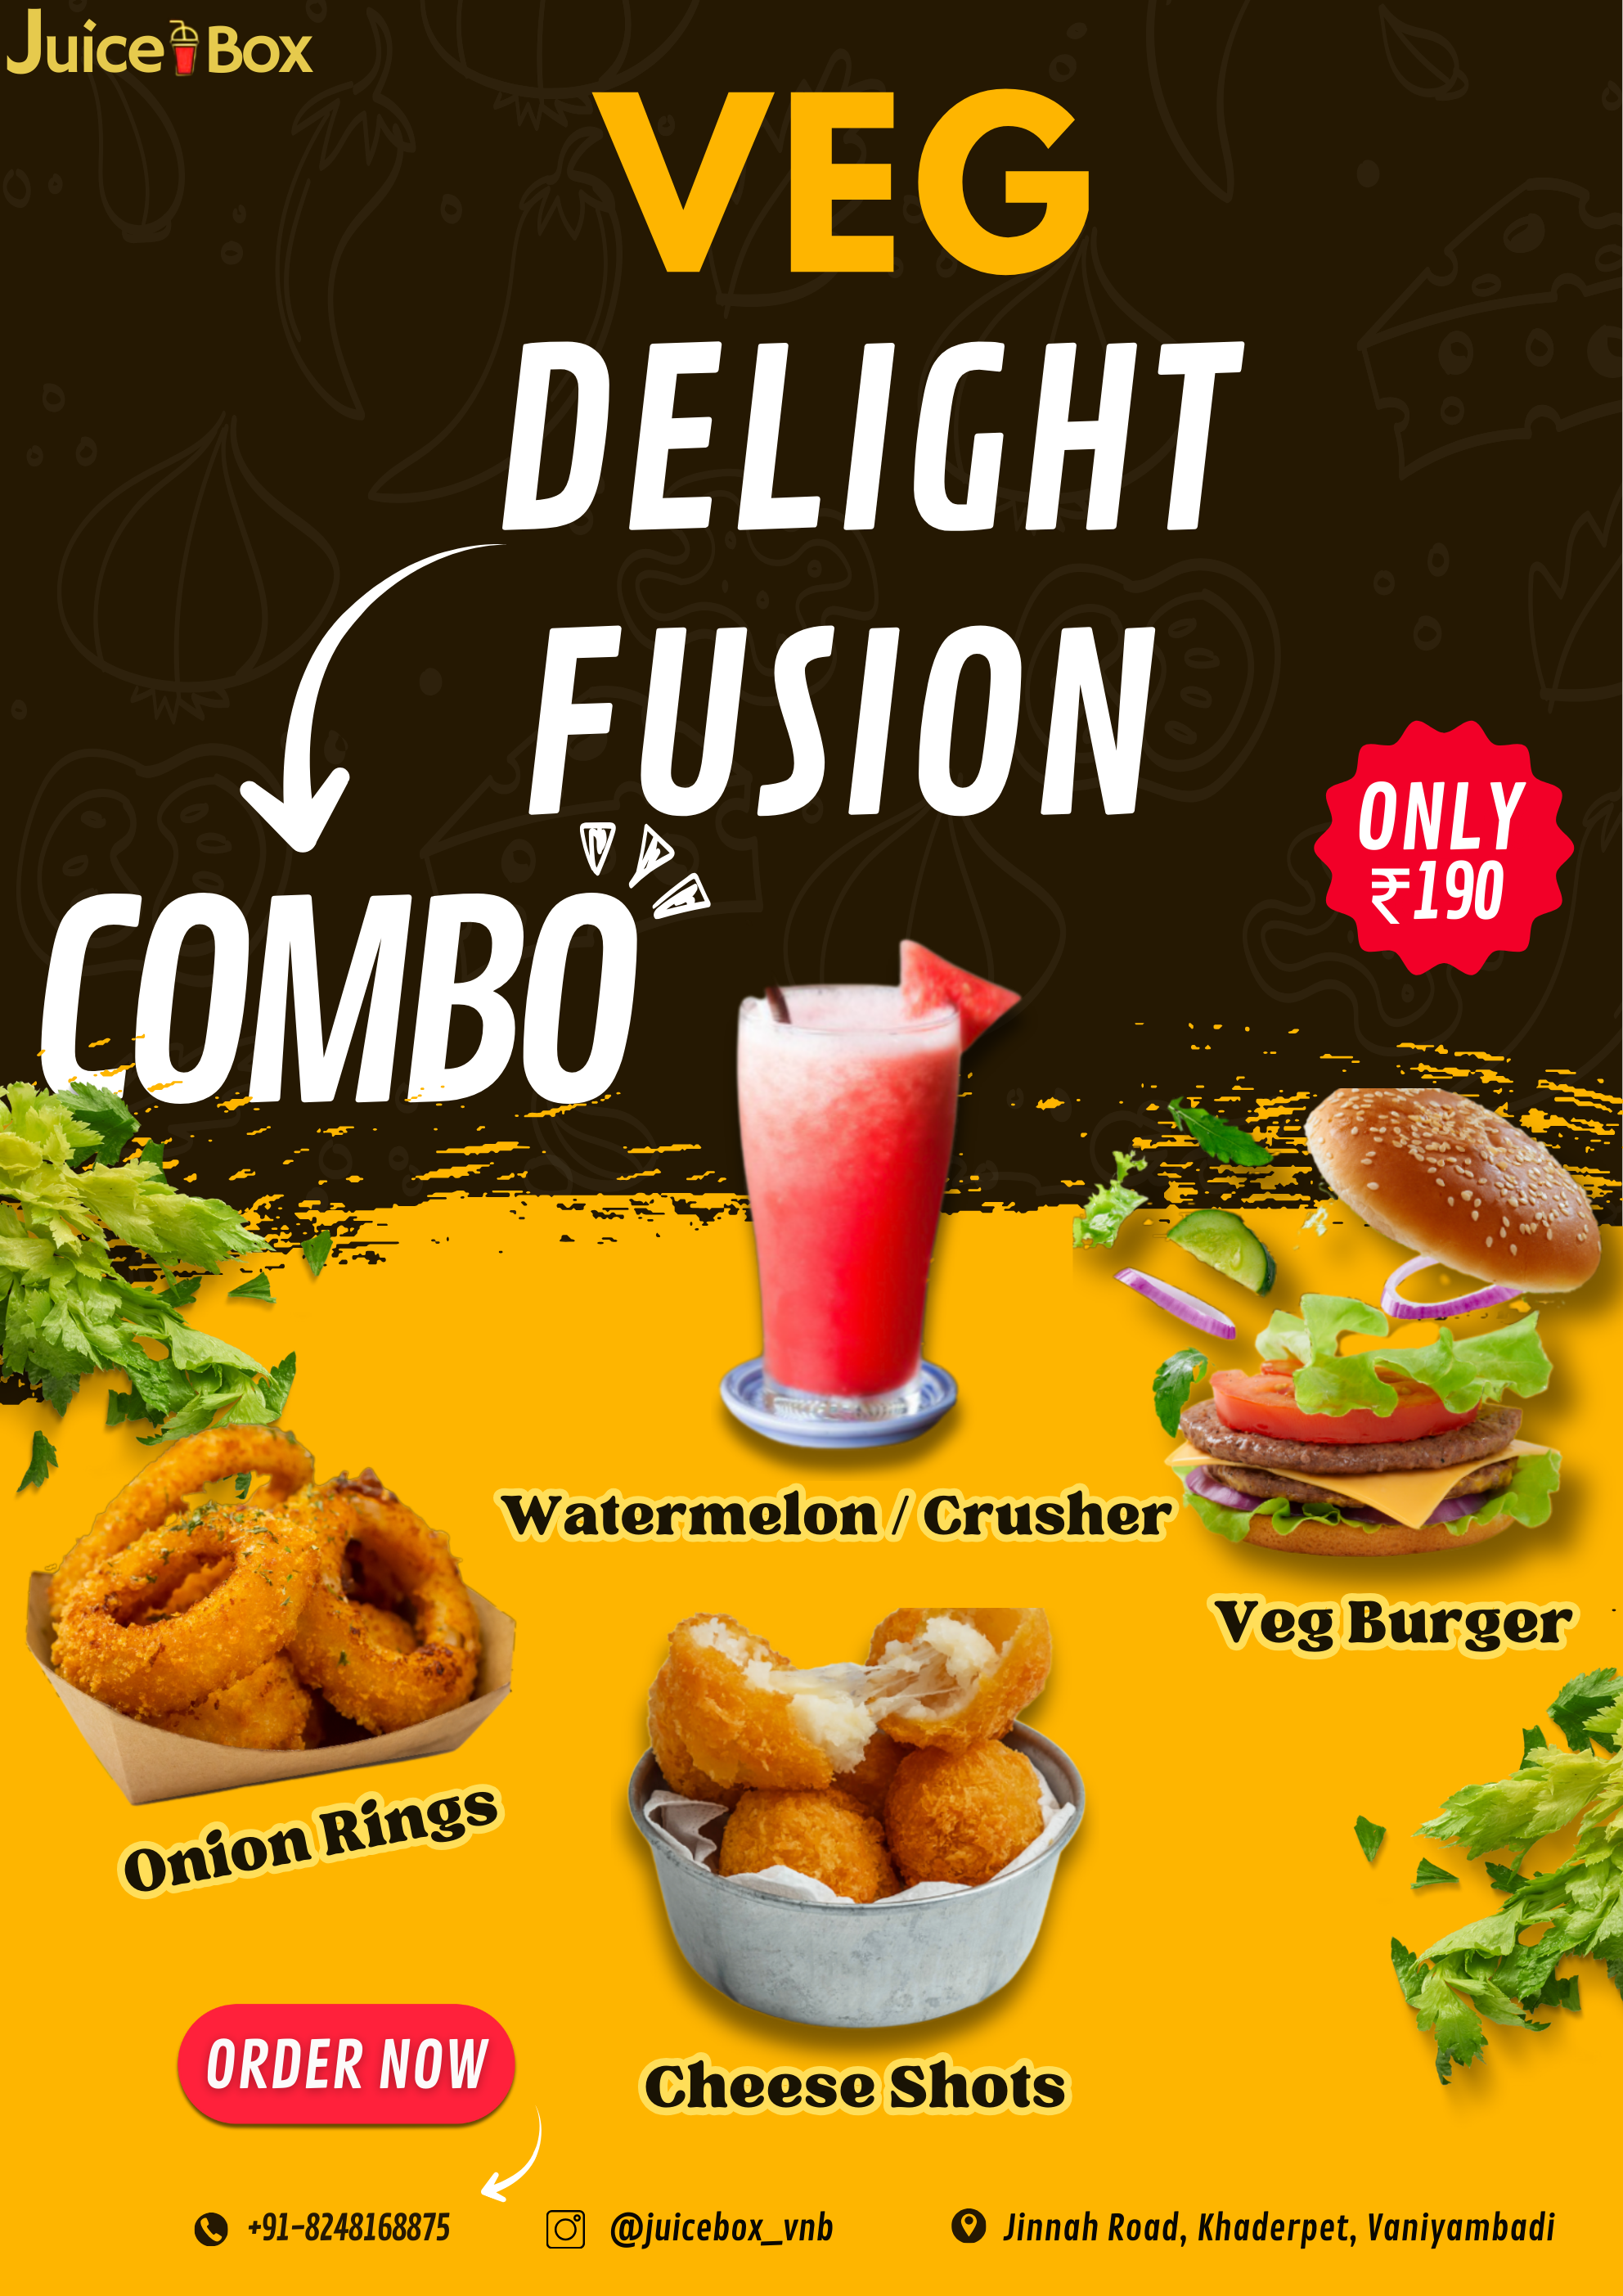 Juice Box
VEG
DELIGHT
FUSION
COMBO
ONLY
₹190
Watermelon / Crusher
Veg Burger
Onion Rings
Cheese Shots
ORDER NOW
+91-8248168875
@juicebox_vnb
Jinnah Road, Khaderpet, Vaniyambadi